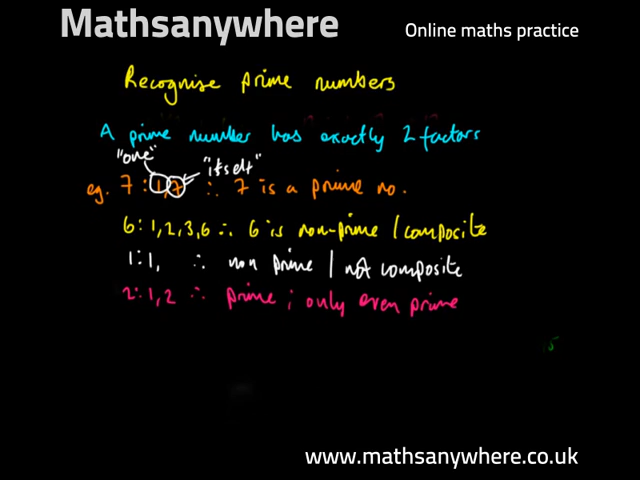 Mathsanywhere
Online maths practice
Recognise prime numbers
A prime number has exactly 2 factors
"one" "itself"
eg. 7 : 1, 7 ∴ 7 is a prime no.
6 : 1, 2, 3, 6 ∴ 6 is non-prime / composite
1 : 1, ∴ non prime / not composite
2 : 1, 2 ∴ prime ; only even prime
www.mathsanywhere.co.uk